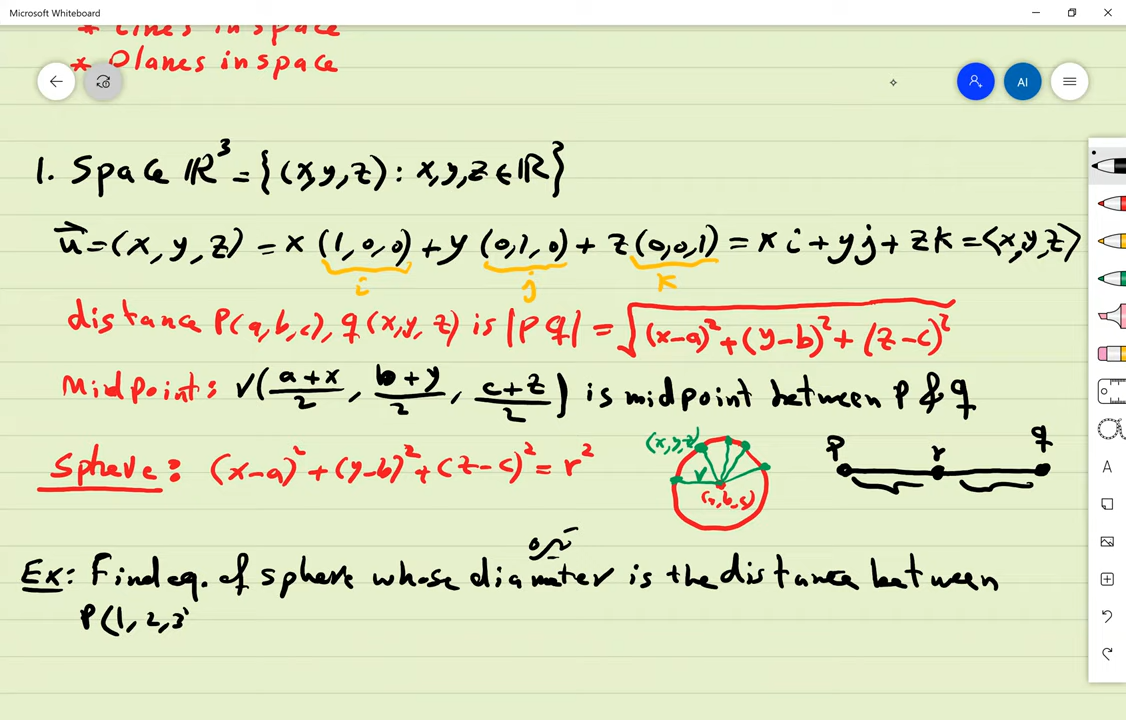 Microsoft Whiteboard
* Lines in space
* Planes in space
AI
1. Space ℝ³ = {(x,y,z) : x,y,z ∈ ℝ}
u⃗ = (x, y, z) = x (1,0,0) + y (0,1,0) + z (0,0,1) = x i + y j + z k = <x,y,z>
i j k
distance P(a,b,c), q(x,y,z) is |Pq| = √((x-a)² + (y-b)² + (z-c)²)
Midpoint: r((a+x)/2, (b+y)/2, (c+z)/2) is midpoint between P & q
(x,y,z)
P r q
Sphere: (x-a)² + (y-b)² + (z-c)² = r²
r
(a,b,c)
Ex: Find eq. of sphere whose diameter is the distance between
P(1, 2, 3)
A